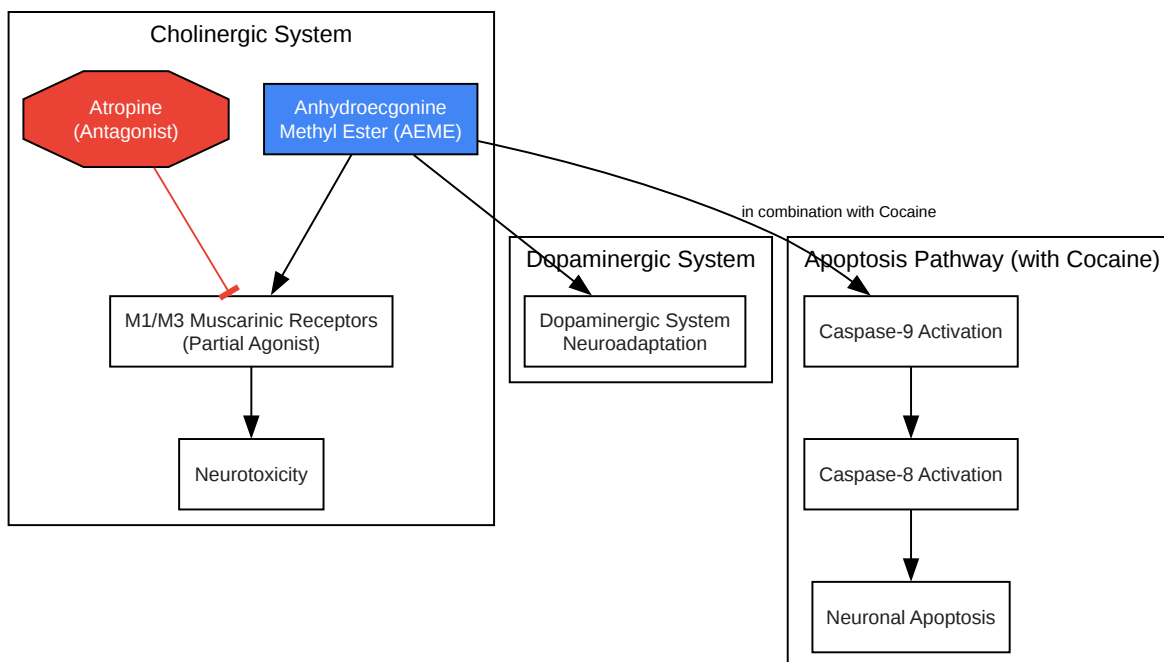 Cholinergic System
Atropine
(Antagonist)
Anhydroecgonine
Methyl Ester (AEME)
in combination with Cocaine
Dopaminergic System
Apoptosis Pathway (with Cocaine)
M1/M3 Muscarinic Receptors
(Partial Agonist)
Dopaminergic System
Neuroadaptation
Caspase-9 Activation
Neurotoxicity
Caspase-8 Activation
Neuronal Apoptosis